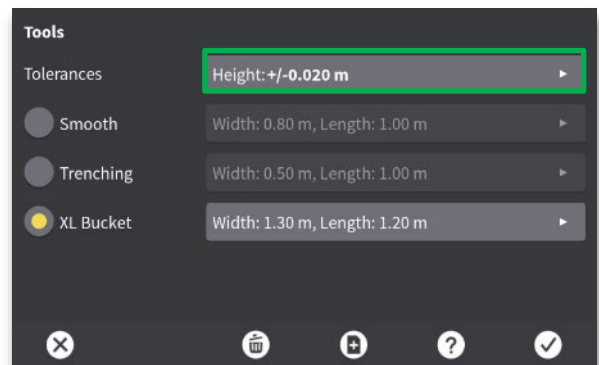 Tools
Tolerances Height:+/-0.020 m
Smooth Width: 0.80 m, Length: 1.00 m
Trenching Width: 0.50 m, Length: 1.00 m
XL Bucket Width: 1.30 m, Length: 1.20 m